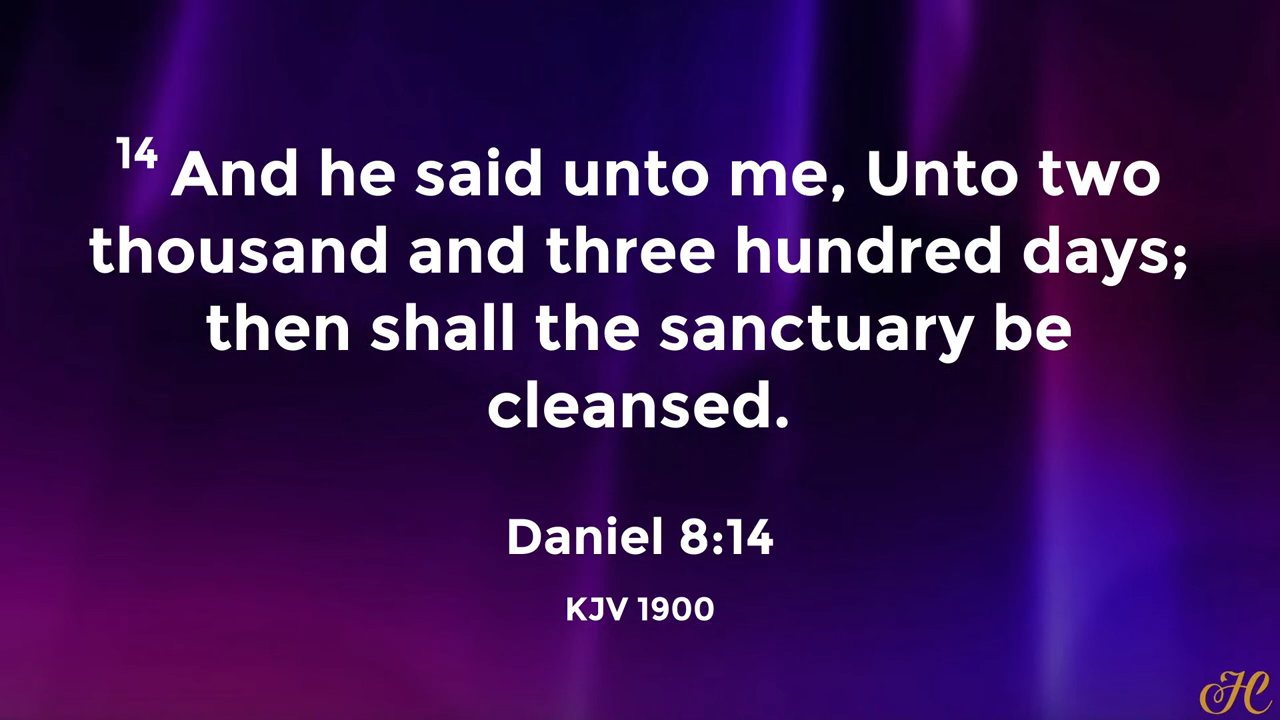 14 And he said unto me, Unto two
thousand and three hundred days;
then shall the sanctuary be
cleansed.
Daniel 8:14
KJV 1900
HC